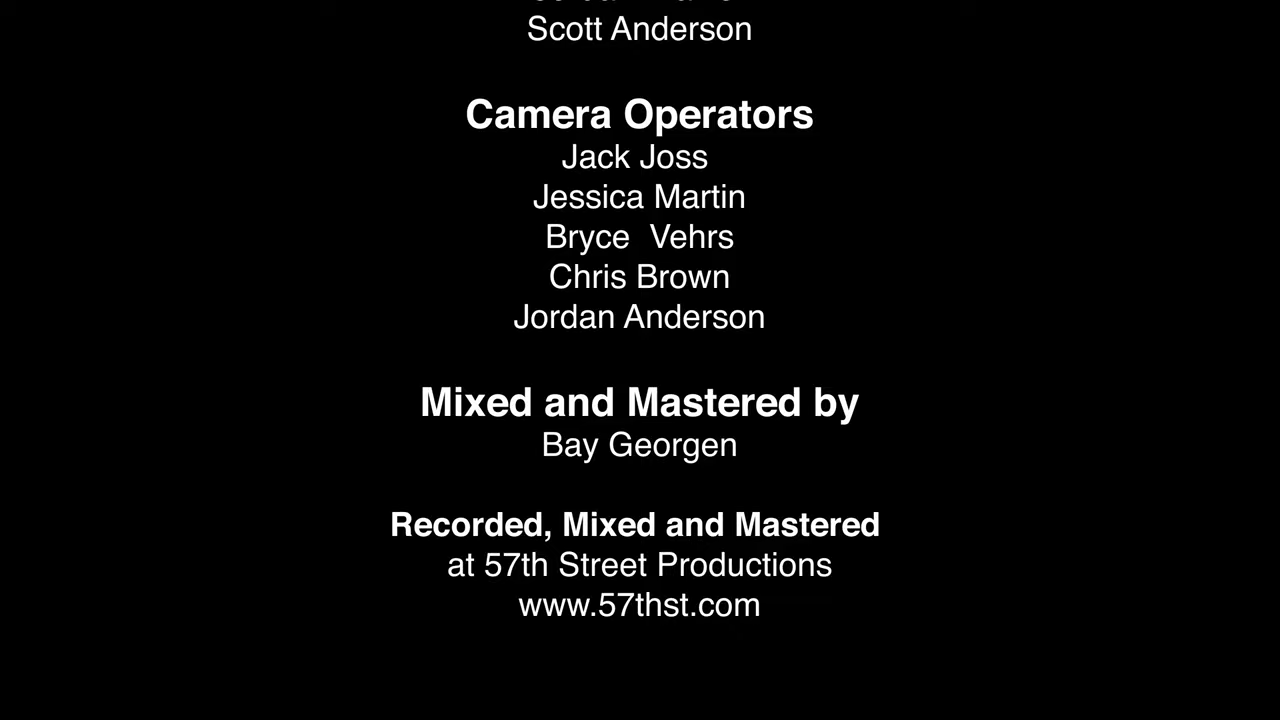 Scott Anderson
Camera Operators
Jack Joss
Jessica Martin
Bryce  Vehrs
Chris Brown
Jordan Anderson
Mixed and Mastered by
Bay Georgen
Recorded, Mixed and Mastered
at 57th Street Productions
www.57thst.com